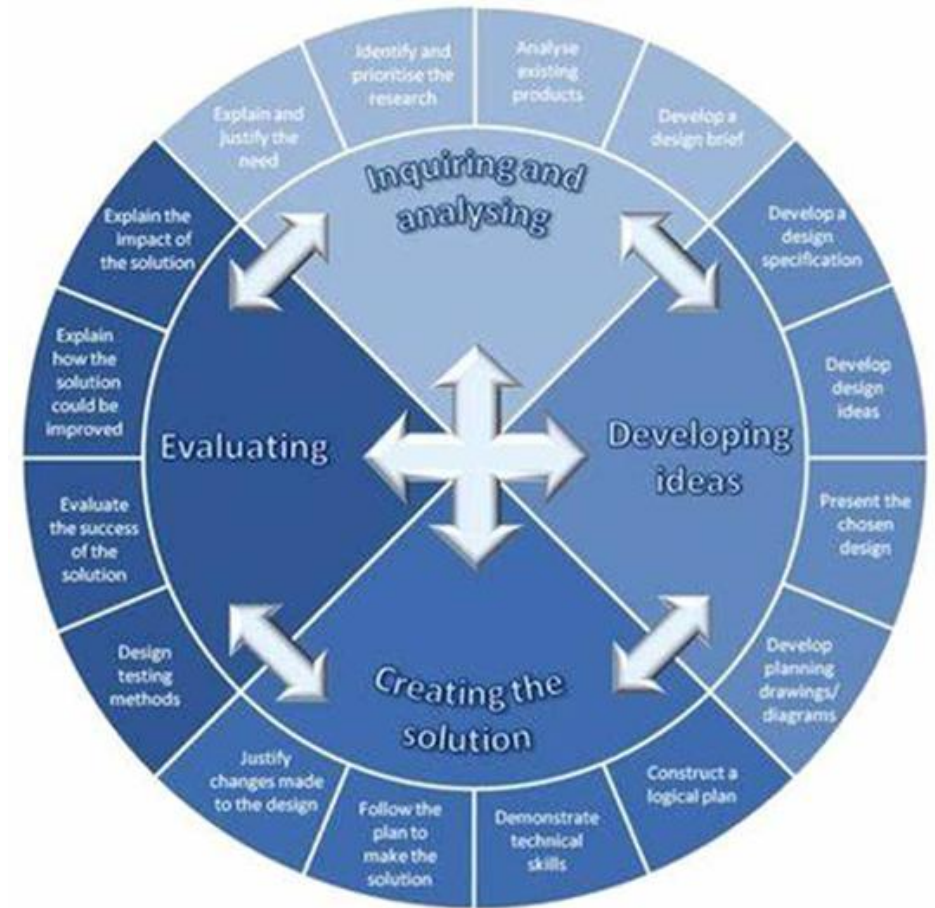 Inquiring and
analysing
Explain and
justify the
need
Identify and
prioritise the
research
Analyse
existing
products
Develop a
design brief
Developing
ideas
Develop a
design
specification
Develop
design
ideas
Present the
chosen
design
Develop
planning
drawings/
diagrams
Creating the
solution
Construct a
logical plan
Demonstrate
technical
skills
Follow the
plan to
make the
solution
Justify
changes made
to the design
Evaluating
Design
testing
methods
Evaluate
the success
of the
solution
Explain
how the
solution
could be
improved
Explain the
impact of
the solution